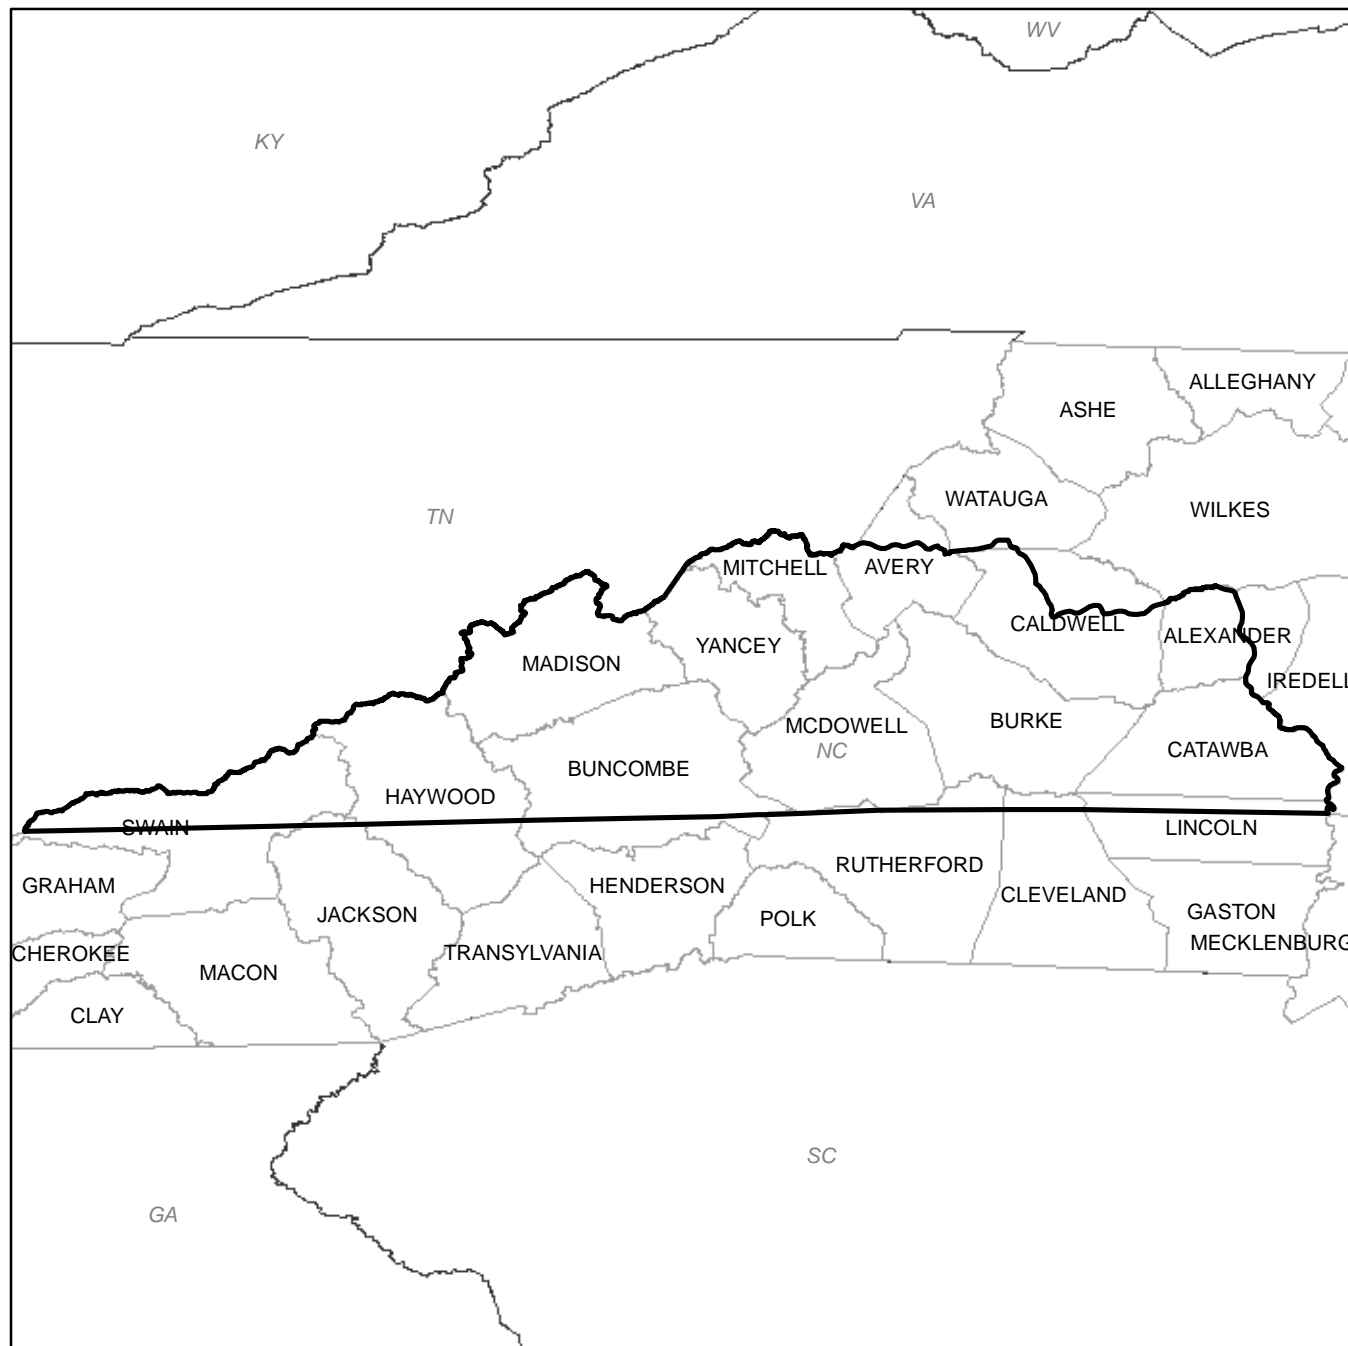 WV
KY
VA
ALLEGHANY
ASHE
WATAUGA
WILKES
TN
MITCHELL
AVERY
CALDWELL
ALEXANDER
YANCEY
MADISON
IREDELL
BURKE
MCDOWELL
NC
CATAWBA
BUNCOMBE
HAYWOOD
SWAIN
LINCOLN
RUTHERFORD
GRAHAM
HENDERSON
CLEVELAND
GASTON
JACKSON
POLK
MECKLENBURG
CHEROKEE
TRANSYLVANIA
MACON
CLAY
SC
GA